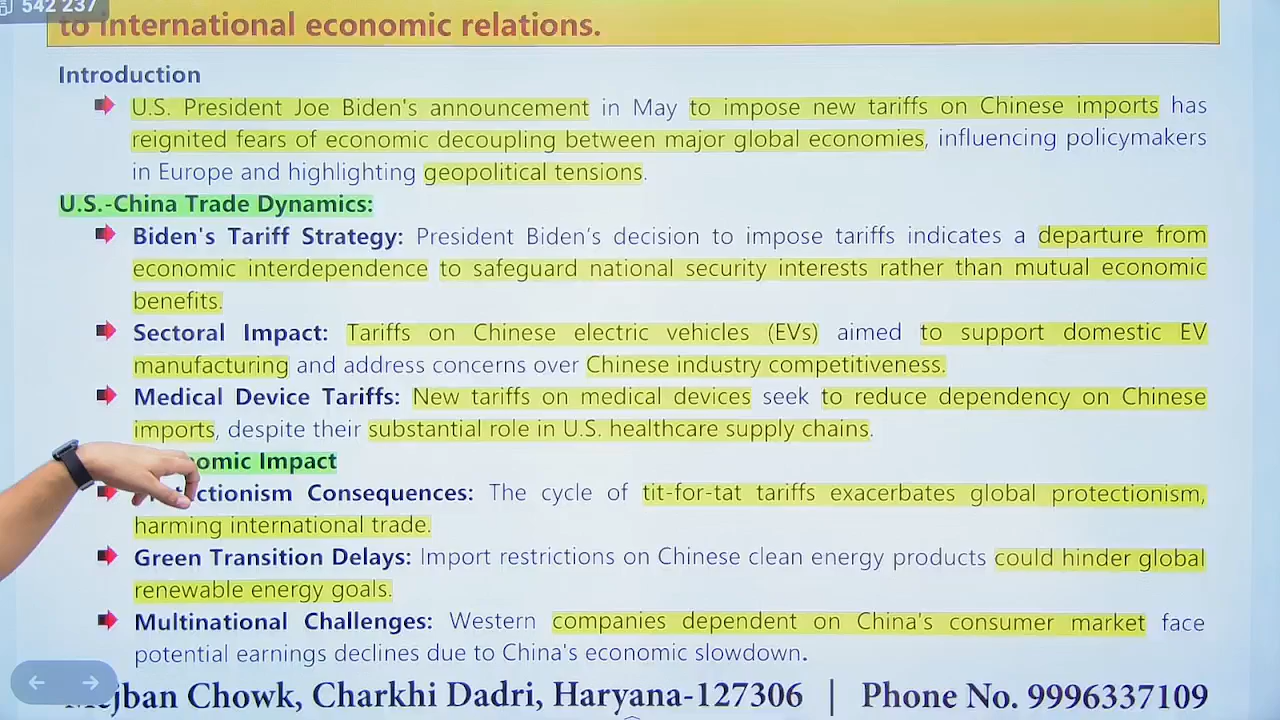 542 237
to international economic relations.
Introduction
U.S. President Joe Biden's announcement in May to impose new tariffs on Chinese imports has
reignited fears of economic decoupling between major global economies, influencing policymakers
in Europe and highlighting geopolitical tensions.
U.S.-China Trade Dynamics:
Biden's Tariff Strategy: President Biden's decision to impose tariffs indicates a departure from
economic interdependence to safeguard national security interests rather than mutual economic
benefits.
Sectoral Impact: Tariffs on Chinese electric vehicles (EVs) aimed to support domestic EV
manufacturing and address concerns over Chinese industry competitiveness.
Medical Device Tariffs: New tariffs on medical devices seek to reduce dependency on Chinese
imports, despite their substantial role in U.S. healthcare supply chains.
Impact
Consequences: The cycle of tit-for-tat tariffs exacerbates global protectionism,
harming international trade.
Green Transition Delays: Import restrictions on Chinese clean energy products could hinder global
renewable energy goals.
Multinational Challenges: Western companies dependent on China's consumer market face
potential earnings declines due to China's economic slowdown.
Chowk, Charkhi Dadri, Haryana-127306 | Phone No. 9996337109